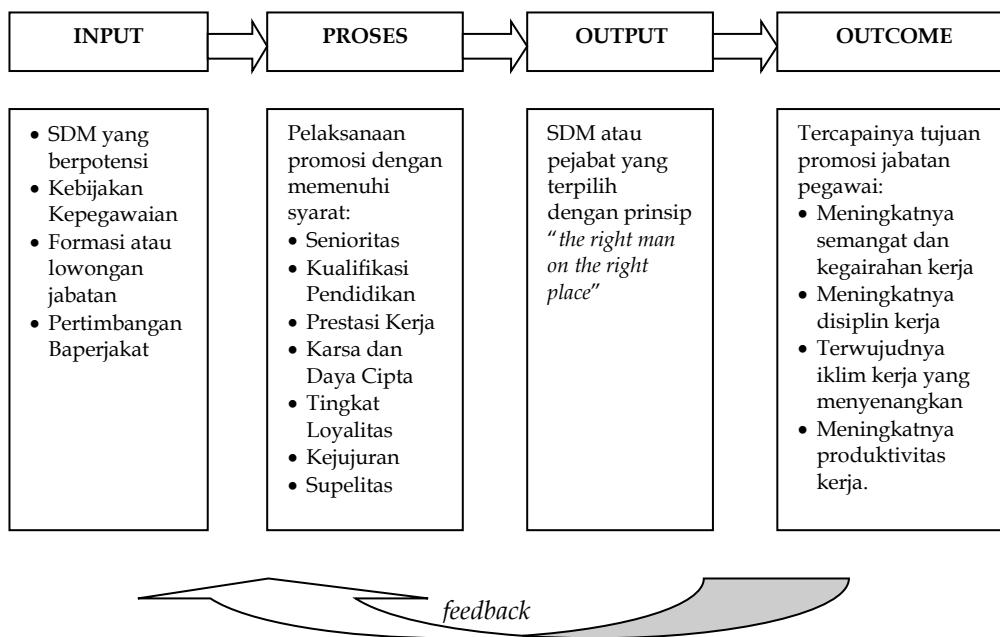 INPUT
PROSES
OUTPUT
OUTCOME
• SDM yang
berpotensi
• Kebijakan
Kepegawaian
• Formasi atau
lowongan
jabatan
• Pertimbangan
Baperjakat
Pelaksanaan
promosi dengan
memenuhi
syarat:
• Senioritas
• Kualifikasi
Pendidikan
• Prestasi Kerja
• Karsa dan
Daya Cipta
• Tingkat
Loyalitas
• Kejujuran
• Supelitas
SDM atau
pejabat yang
terpilih
dengan prinsip
“the right man
on the right
place”
Tercapainya tujuan
promosi jabatan
pegawai:
• Meningkatnya
semangat dan
kegairahan kerja
• Meningkatnya
disiplin kerja
• Terwujudnya
iklim kerja yang
menyenangkan
• Meningkatnya
produktivitas
kerja.
feedback